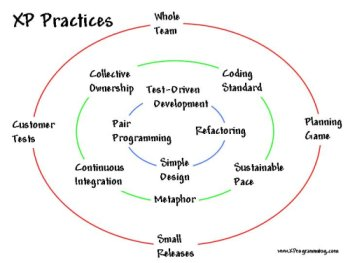 XP Practices
Whole
Team
Collective
Ownership
Coding
Standard
Test-Driven
Development
Customer
Tests
Pair
Programming
Refactoring
Planning
Game
Continuous
Integration
Simple
Design
Sustainable
Pace
Metaphor
Small
Releases
www.XProgramming.com